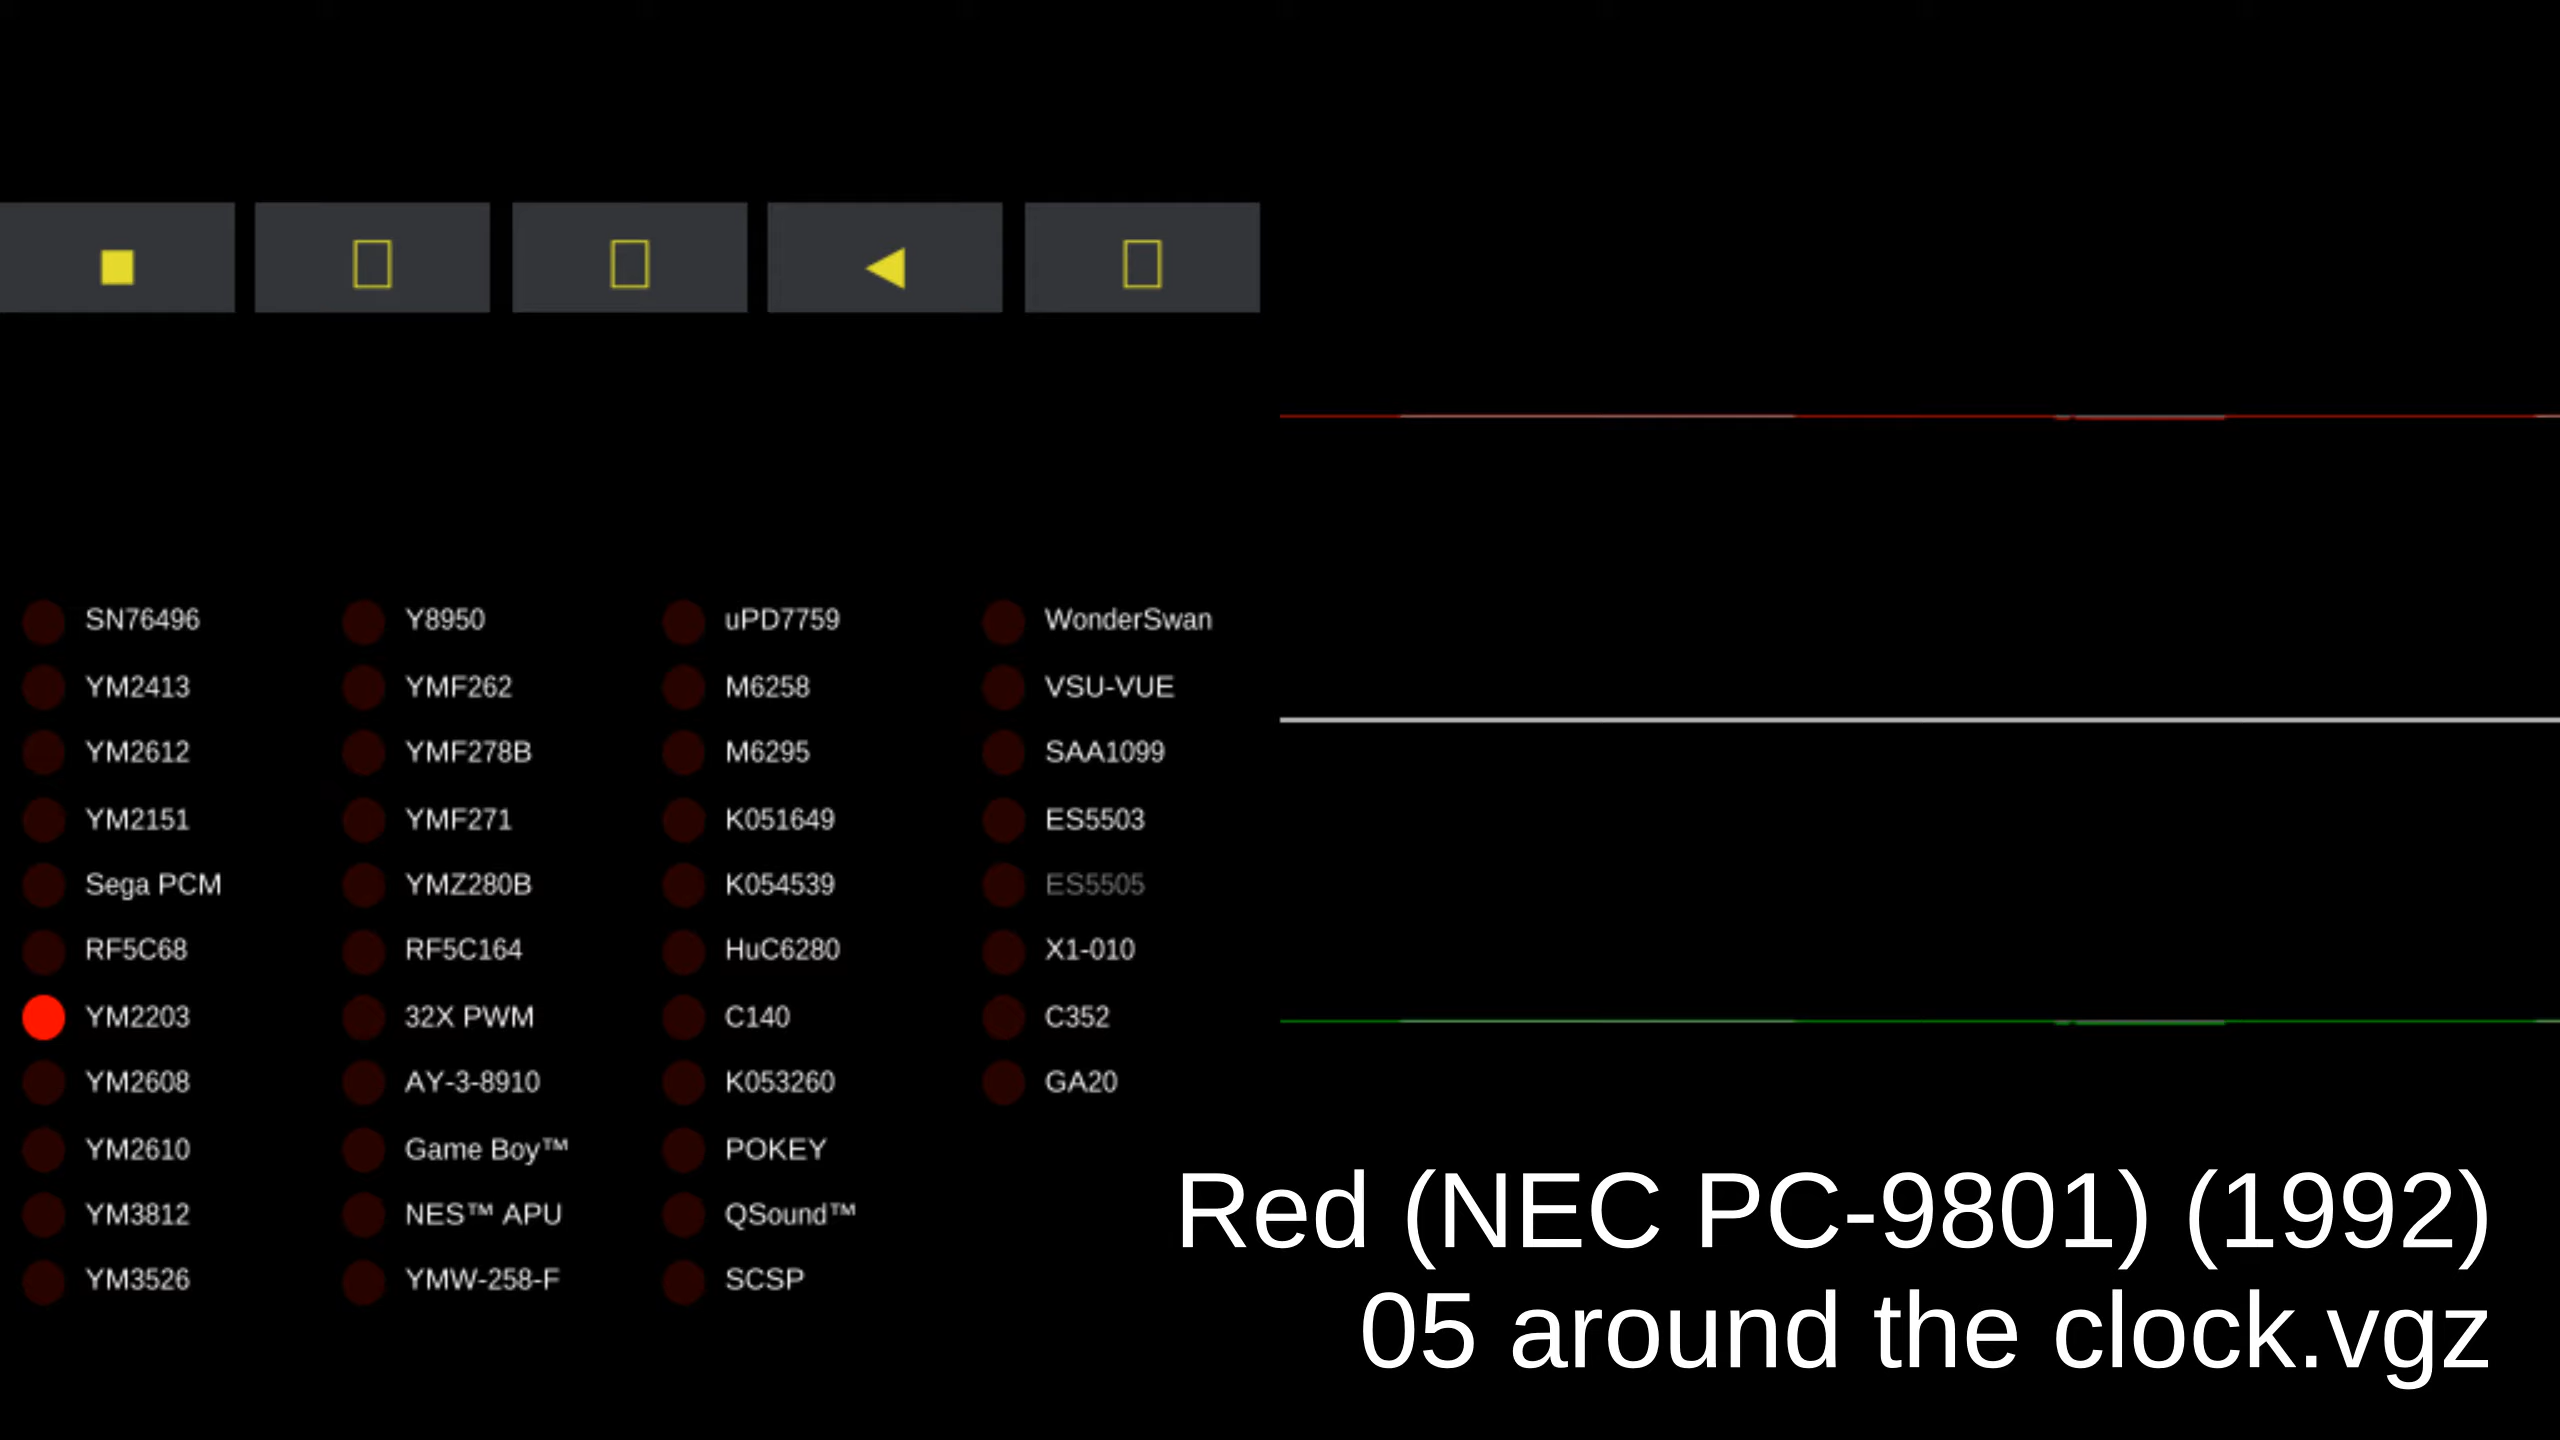 SN76496
YM2413
YM2612
YM2151
Sega PCM
RF5C68
YM2203
YM2608
YM2610
YM3812
YM3526
Y8950
YMF262
YMF278B
YMF271
YMZ280B
RF5C164
32X PWM
AY-3-8910
Game Boy™
NES™ APU
YMW-258-F
uPD7759
M6258
M6295
K051649
K054539
HuC6280
C140
K053260
POKEY
QSound™
SCSP
WonderSwan
VSU-VUE
SAA1099
ES5503
ES5505
X1-010
C352
GA20
Red (NEC PC-9801) (1992)
05 around the clock.vgz